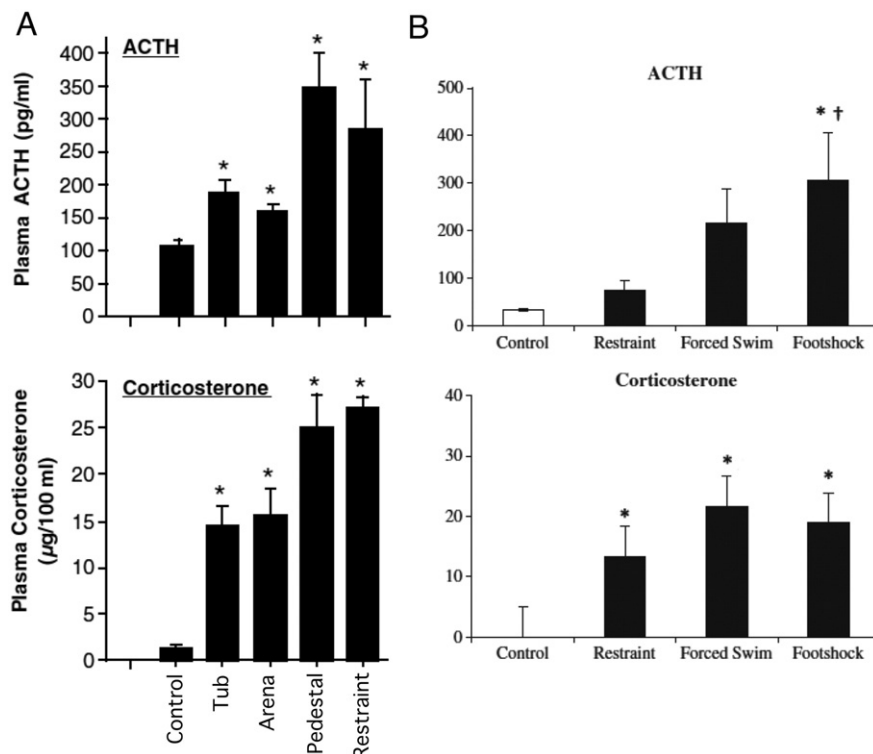 A
ACTH
Plasma ACTH (pg/ml)
400
350
300
250
200
150
100
50
0
*
*
*
*
Corticosterone
Plasma Corticosterone
(µg/100 ml)
30
25
20
15
10
5
0
*
*
*
*
Control
Tub
Arena
Pedestal
Restraint
B
ACTH
500
400
300
200
100
0
* †
Control Restraint Forced Swim Footshock
Corticosterone
40
30
20
10
0
*
*
*
Control Restraint Forced Swim Footshock